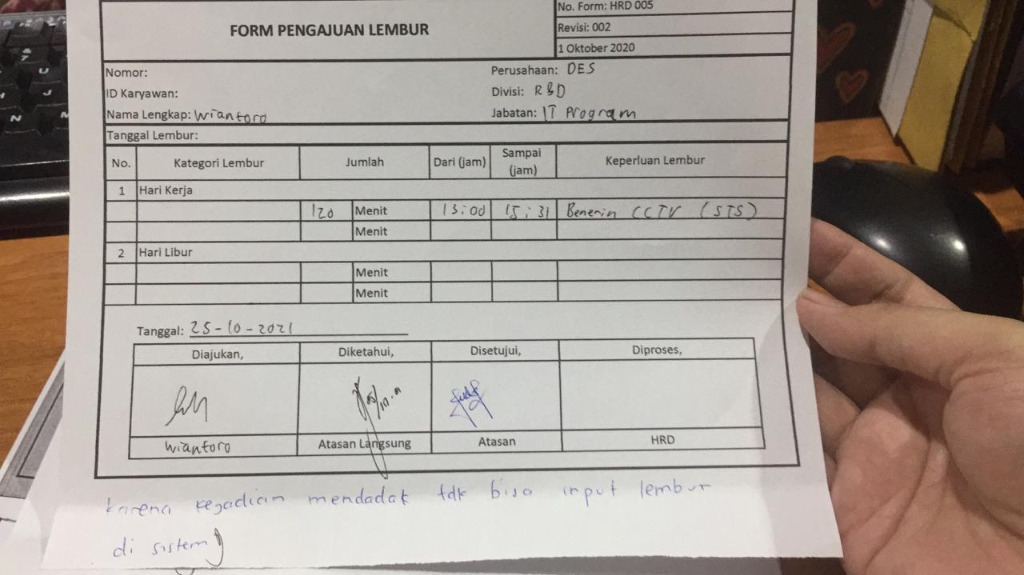 No. Form: HRD 005
FORM PENGAJUAN LEMBUR
Revisi: 002
1 Oktober 2020
Nomor:
Perusahaan: DES
ID Karyawan:
Divisi: R&D
Nama Lengkap: Wiantoro
Jabatan: IT Program
Tanggal Lembur:
No. Kategori Lembur Jumlah Dari (jam) Sampai (jam) Keperluan Lembur
1 Hari Kerja
120 Menit 13:00 15:31 Benerin CCTV (STS)
Menit
2 Hari Libur
Menit
Menit
Tanggal: 25-10-2021
Diajukan, Diketahui, Disetujui, Diproses,
Wiantoro Atasan Langsung Atasan HRD
karena kejadian mendadak tdk bisa input lembur
di sistem